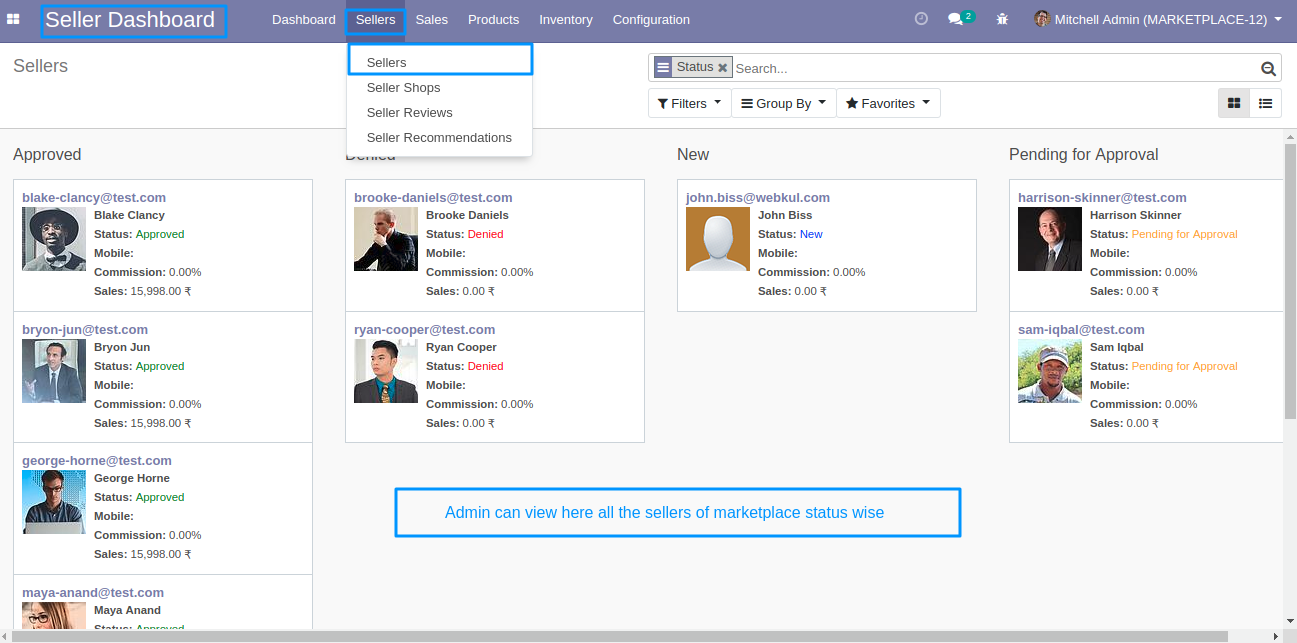 Seller Dashboard
Dashboard Sellers Sales Products Inventory Configuration
2
Mitchell Admin (MARKETPLACE-12)
Sellers
Status
Search...
Filters Group By Favorites
Sellers
Seller Shops
Seller Reviews
Seller Recommendations
Approved
blake-clancy@test.com
Blake Clancy
Status: Approved
Mobile:
Commission: 0.00%
Sales: 15,998.00 ₹
bryon-jun@test.com
Bryon Jun
Status: Approved
Mobile:
Commission: 0.00%
Sales: 15,998.00 ₹
george-horne@test.com
George Horne
Status: Approved
Mobile:
Commission: 0.00%
Sales: 15,998.00 ₹
maya-anand@test.com
Maya Anand
Status: Approved
Denied
brooke-daniels@test.com
Brooke Daniels
Status: Denied
Mobile:
Commission: 0.00%
Sales: 0.00 ₹
ryan-cooper@test.com
Ryan Cooper
Status: Denied
Mobile:
Commission: 0.00%
Sales: 0.00 ₹
New
john.biss@webkul.com
John Biss
Status: New
Mobile:
Commission: 0.00%
Sales: 0.00 ₹
Pending for Approval
harrison-skinner@test.com
Harrison Skinner
Status: Pending for Approval
Mobile:
Commission: 0.00%
Sales: 0.00 ₹
sam-iqbal@test.com
Sam Iqbal
Status: Pending for Approval
Mobile:
Commission: 0.00%
Sales: 0.00 ₹
Admin can view here all the sellers of marketplace status wise